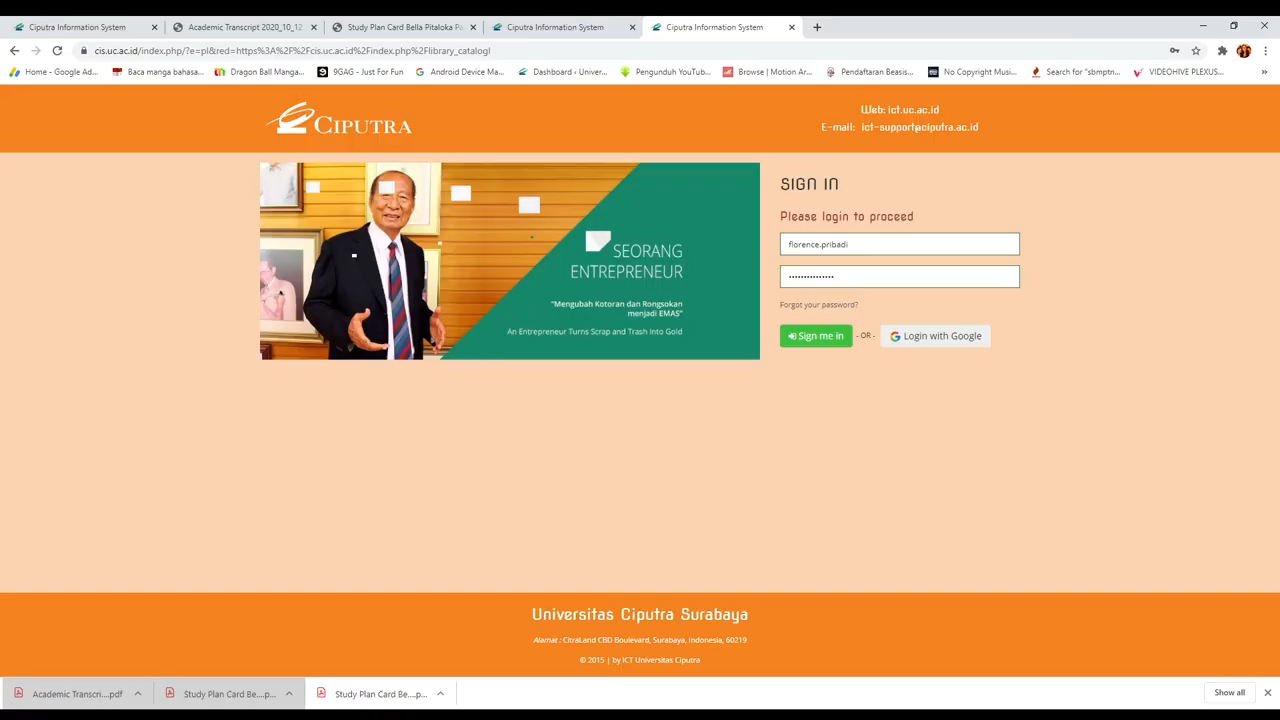 Ciputra Information System
Academic Transcript 2020_10_12
Study Plan Card Bella Pitaloka Pa
Ciputra Information System
Ciputra Information System
cis.uc.ac.id/index.php/?e=pl&red=https%3A%2F%2Fcis.uc.ac.id%2Findex.php%2Flibrary_catalogl
Home - Google Ad...
Baca manga bahasa...
Dragon Ball Manga...
9GAG - Just For Fun
Android Device Ma...
Dashboard ‹ Univer...
Pengunduh YouTub...
Browse | Motion Ar...
Pendaftaran Beasis...
No Copyright Musi...
Search for "sbmptn...
VIDEOHIVE PLEXUS...
CIPUTRA
Web: ict.uc.ac.id
E-mail: ict-support@ciputra.ac.id
SEORANG
ENTREPRENEUR
"Mengubah Kotoran dan Rongsokan
menjadi EMAS"
An Entrepreneur Turns Scrap and Trash Into Gold
SIGN IN
Please login to proceed
florence.pribadi
Forgot your password?
Sign me in
- OR -
Login with Google
Universitas Ciputra Surabaya
Alamat : CitraLand CBD Boulevard, Surabaya, Indonesia, 60219
© 2015 | by ICT Universitas Ciputra
Academic Transcri....pdf
Study Plan Card Be....p...
Study Plan Card Be....p...
Show all